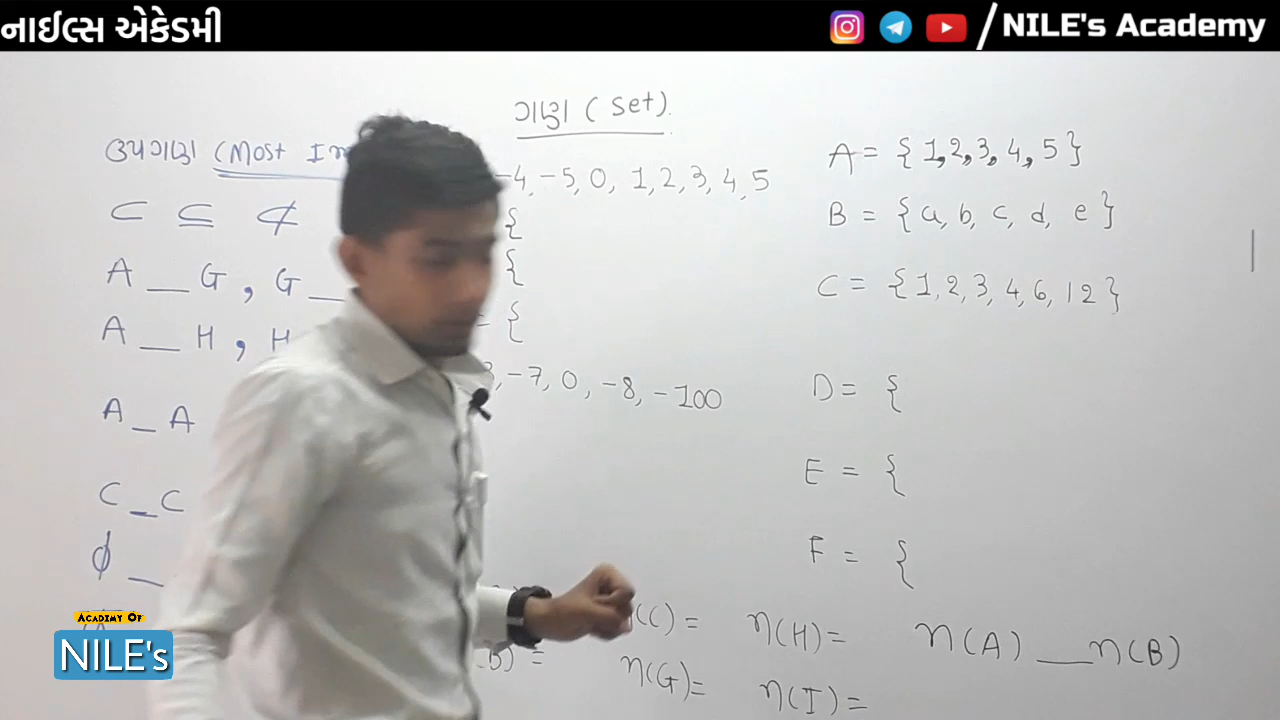 નાઈલ્સ એકેડમી
/NILE's Academy
ગણ (Set)
ઉપગણ (Most
⊂ ⊆ ⊄
A __ G , G __
A __ H , H
A _ A
C _ C
ϕ _
-4, -5, 0, 1, 2, 3, 4, 5
{
{
= {
, -7, 0, -8, -100
A = { 1, 2, 3, 4, 5 }
B = { a, b, c, d, e }
C = { 1, 2, 3, 4, 6, 12 }
D = {
E = {
F = {
(C) = n(H) = n(A) __ n(B)
B) = n(G) = n(I) =
ACADEMY OF
NILE's